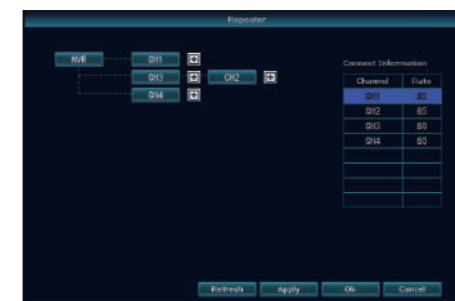 Repeater
NVR CH1
CH3 CH2
CH4
Connect Information
Channel Rate
CH1 85
CH2 85
CH3 80
CH4 80
Refresh Apply Ok Cancel